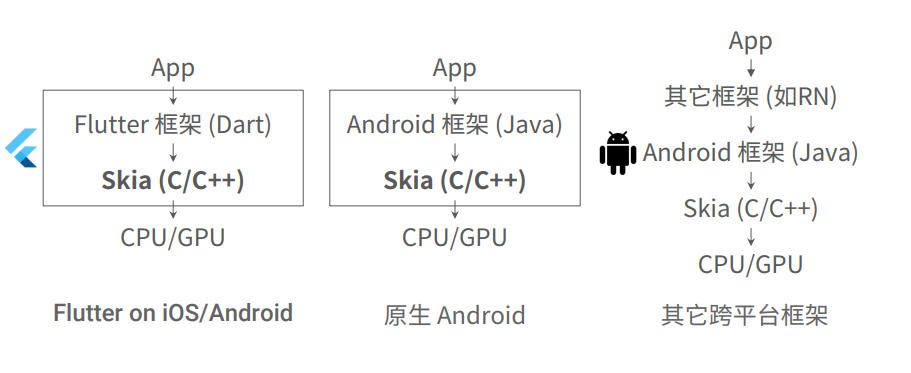 App
Flutter 框架 (Dart)
Skia (C/C++)
CPU/GPU
Flutter on iOS/Android
App
Android 框架 (Java)
Skia (C/C++)
CPU/GPU
原生 Android
App
其它框架 (如RN)
Android 框架 (Java)
Skia (C/C++)
CPU/GPU
其它跨平台框架